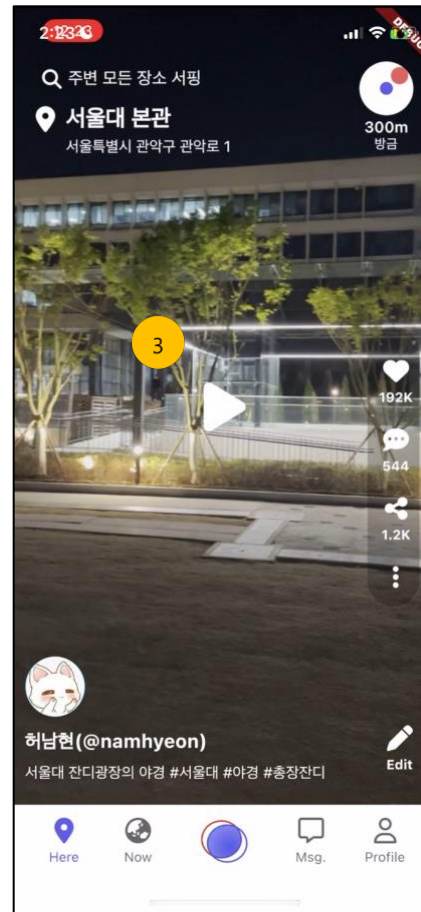 주변 모든 장소 서핑
서울대 본관
서울특별시 관악구 관악로 1
300m
방금
3
192K
544
1.2K
허남현(@namhyeon)
서울대 잔디광장의 야경 #서울대 #야경 #총장잔디
Edit
Here
Now
Msg.
Profile